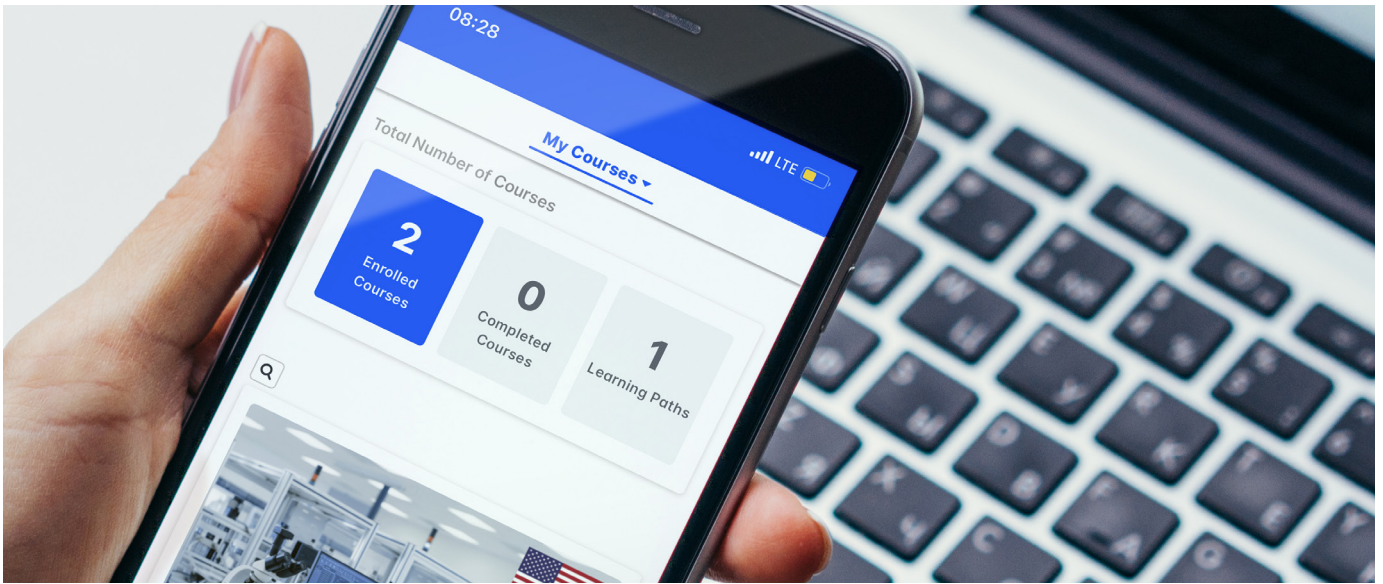 08:28
LTE
My Courses
Total Number of Courses
2
Enrolled
Courses
0
Completed
Courses
1
Learning Paths
W
Ц
E
У
S
Ы
D
В
R
К
F
А
X
Ч
C
T
Е
Y